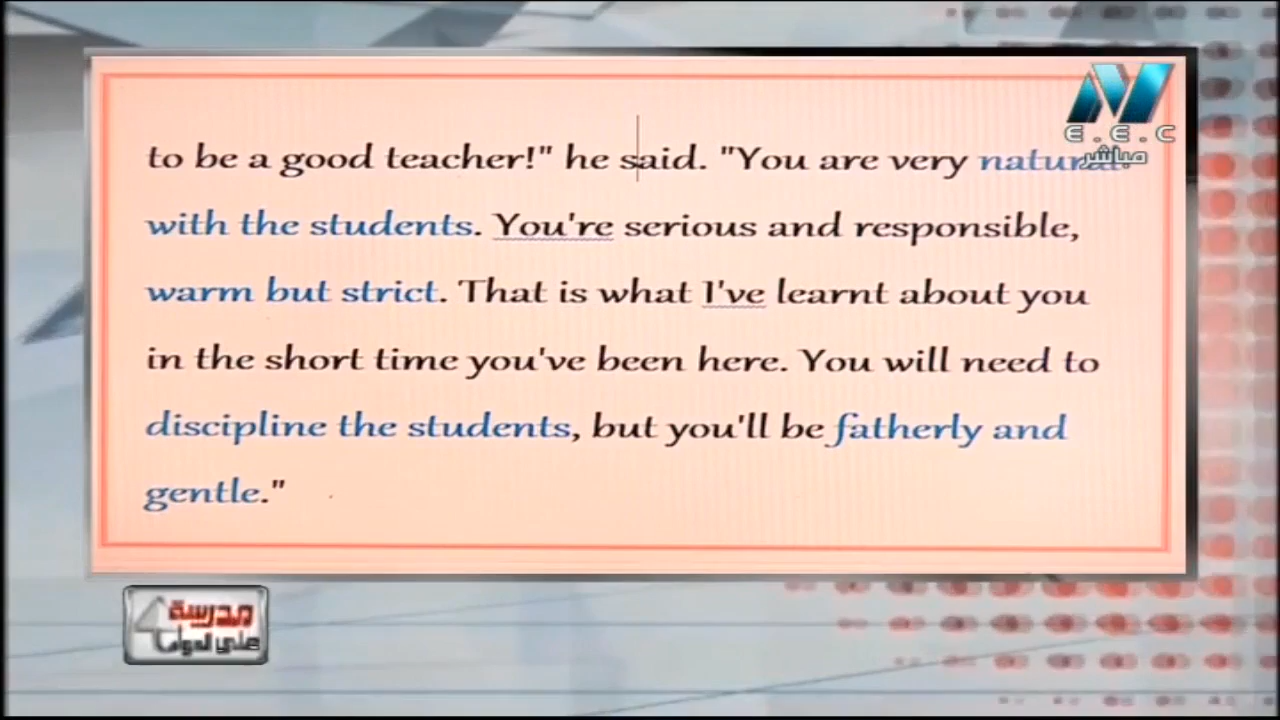 E.E.C
مباشر
to be a good teacher!" he said. "You are very natural
with the students. You're serious and responsible,
warm but strict. That is what I've learnt about you
in the short time you've been here. You will need to
discipline the students, but you'll be fatherly and
gentle."
مدرسة
على الهواء